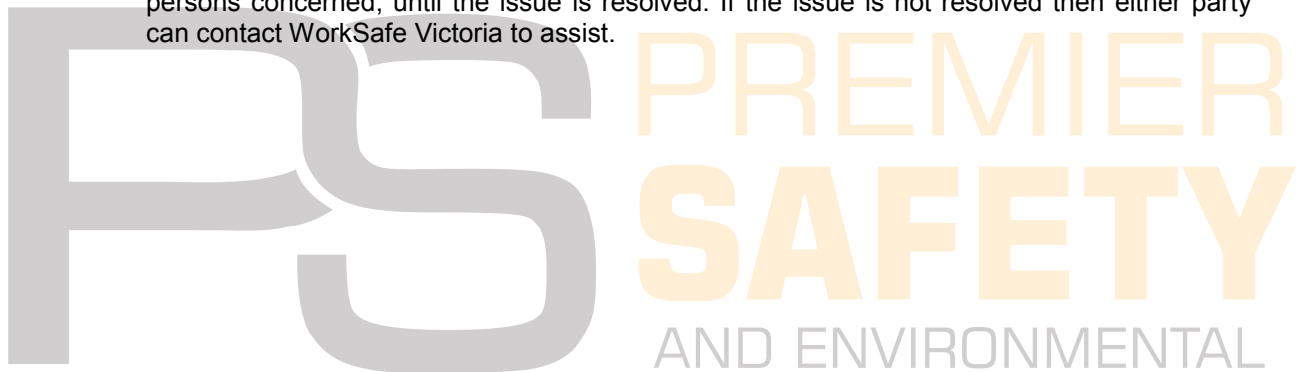 persons concerned, until the issue is resolved. If the issue is not resolved then either party
can contact WorkSafe Victoria to assist.
PS PREMIER
SAFETY
AND ENVIRONMENTAL